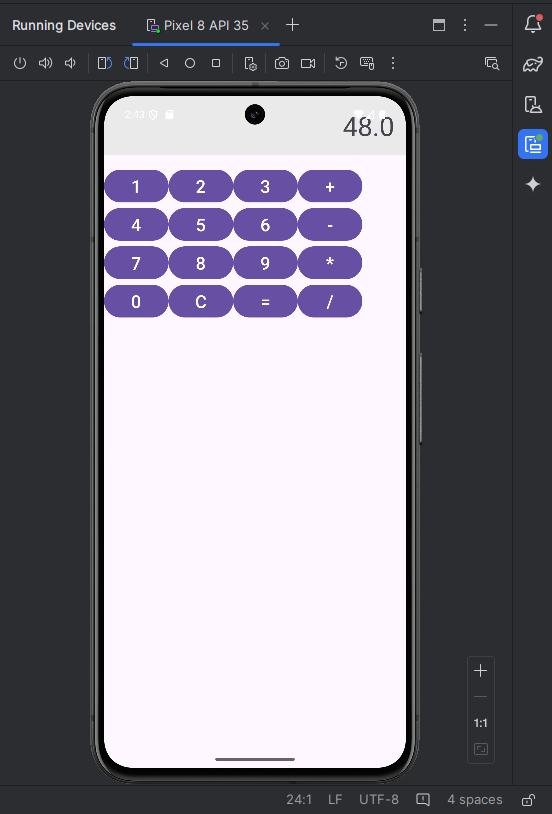 Running Devices
Pixel 8 API 35
2:43
48.0
1 2 3 +
4 5 6 -
7 8 9 *
0 C = /
1:1
24:1 LF UTF-8 4 spaces